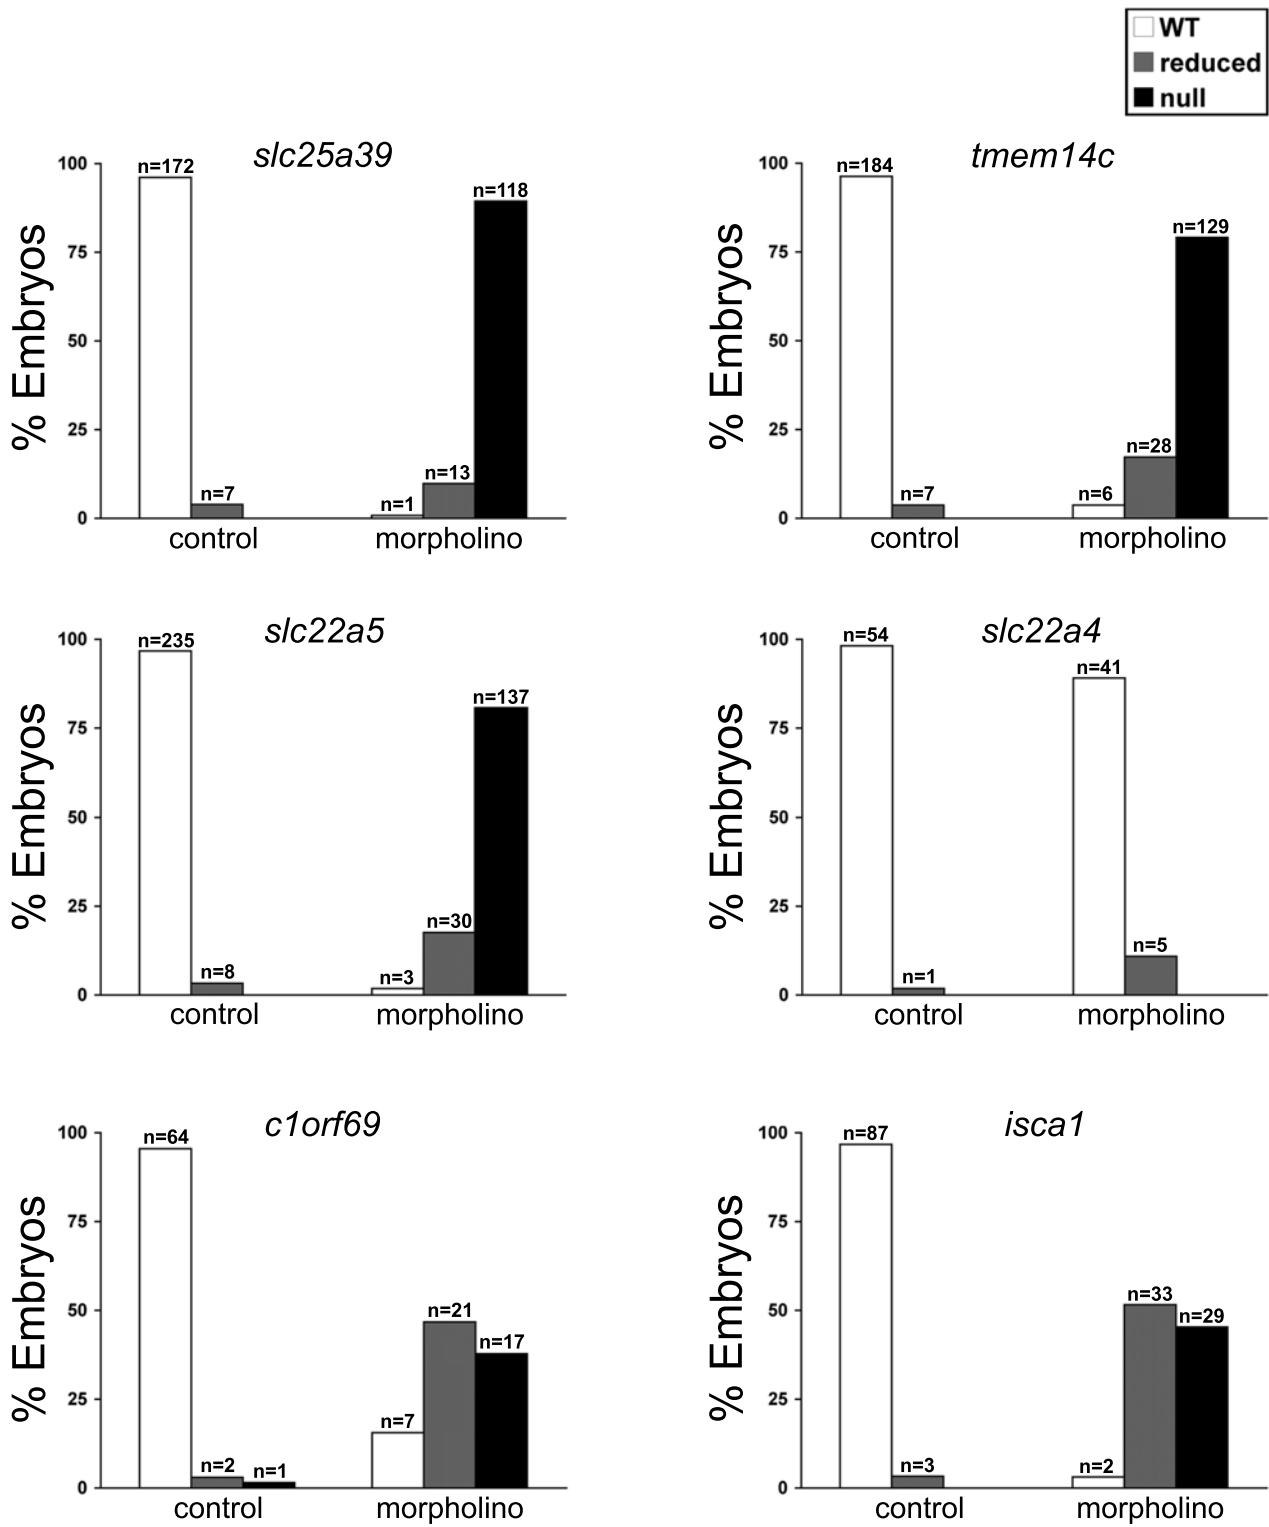 WT
reduced
null
slc25a39
% Embryos
100
75
50
25
0
n=172
n=7
n=1
n=13
n=118
control
morpholino
tmem14c
% Embryos
100
75
50
25
0
n=184
n=7
n=6
n=28
n=129
control
morpholino
slc22a5
% Embryos
100
75
50
25
0
n=235
n=8
n=3
n=30
n=137
control
morpholino
slc22a4
% Embryos
100
75
50
25
0
n=54
n=1
n=41
n=5
control
morpholino
c1orf69
% Embryos
100
75
50
25
0
n=64
n=2
n=1
n=7
n=21
n=17
control
morpholino
isca1
% Embryos
100
75
50
25
0
n=87
n=3
n=2
n=33
n=29
control
morpholino